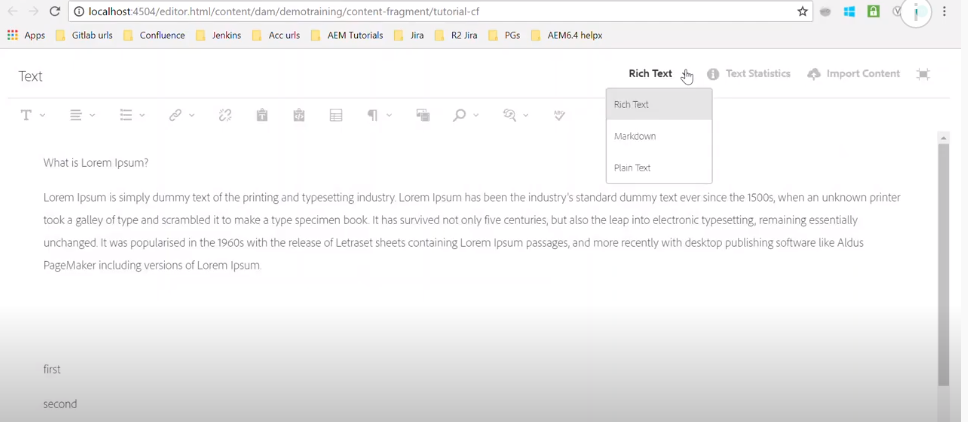 localhost:4504/editor.html/content/dam/demotraining/content-fragment/tutorial-cf
Apps Gitlab urls Confluence Jenkins Acc urls AEM Tutorials Jira R2 Jira PGs AEM6.4 helpx
Text Rich Text Text Statistics Import Content
Rich Text
Markdown
Plain Text
What is Lorem Ipsum?
Lorem Ipsum is simply dummy text of the printing and typesetting industry. Lorem Ipsum has been the industry's standard dummy text ever since the 1500s, when an unknown printer
took a galley of type and scrambled it to make a type specimen book. It has survived not only five centuries, but also the leap into electronic typesetting, remaining essentially
unchanged. It was popularised in the 1960s with the release of Letraset sheets containing Lorem Ipsum passages, and more recently with desktop publishing software like Aldus
PageMaker including versions of Lorem Ipsum.
first
second